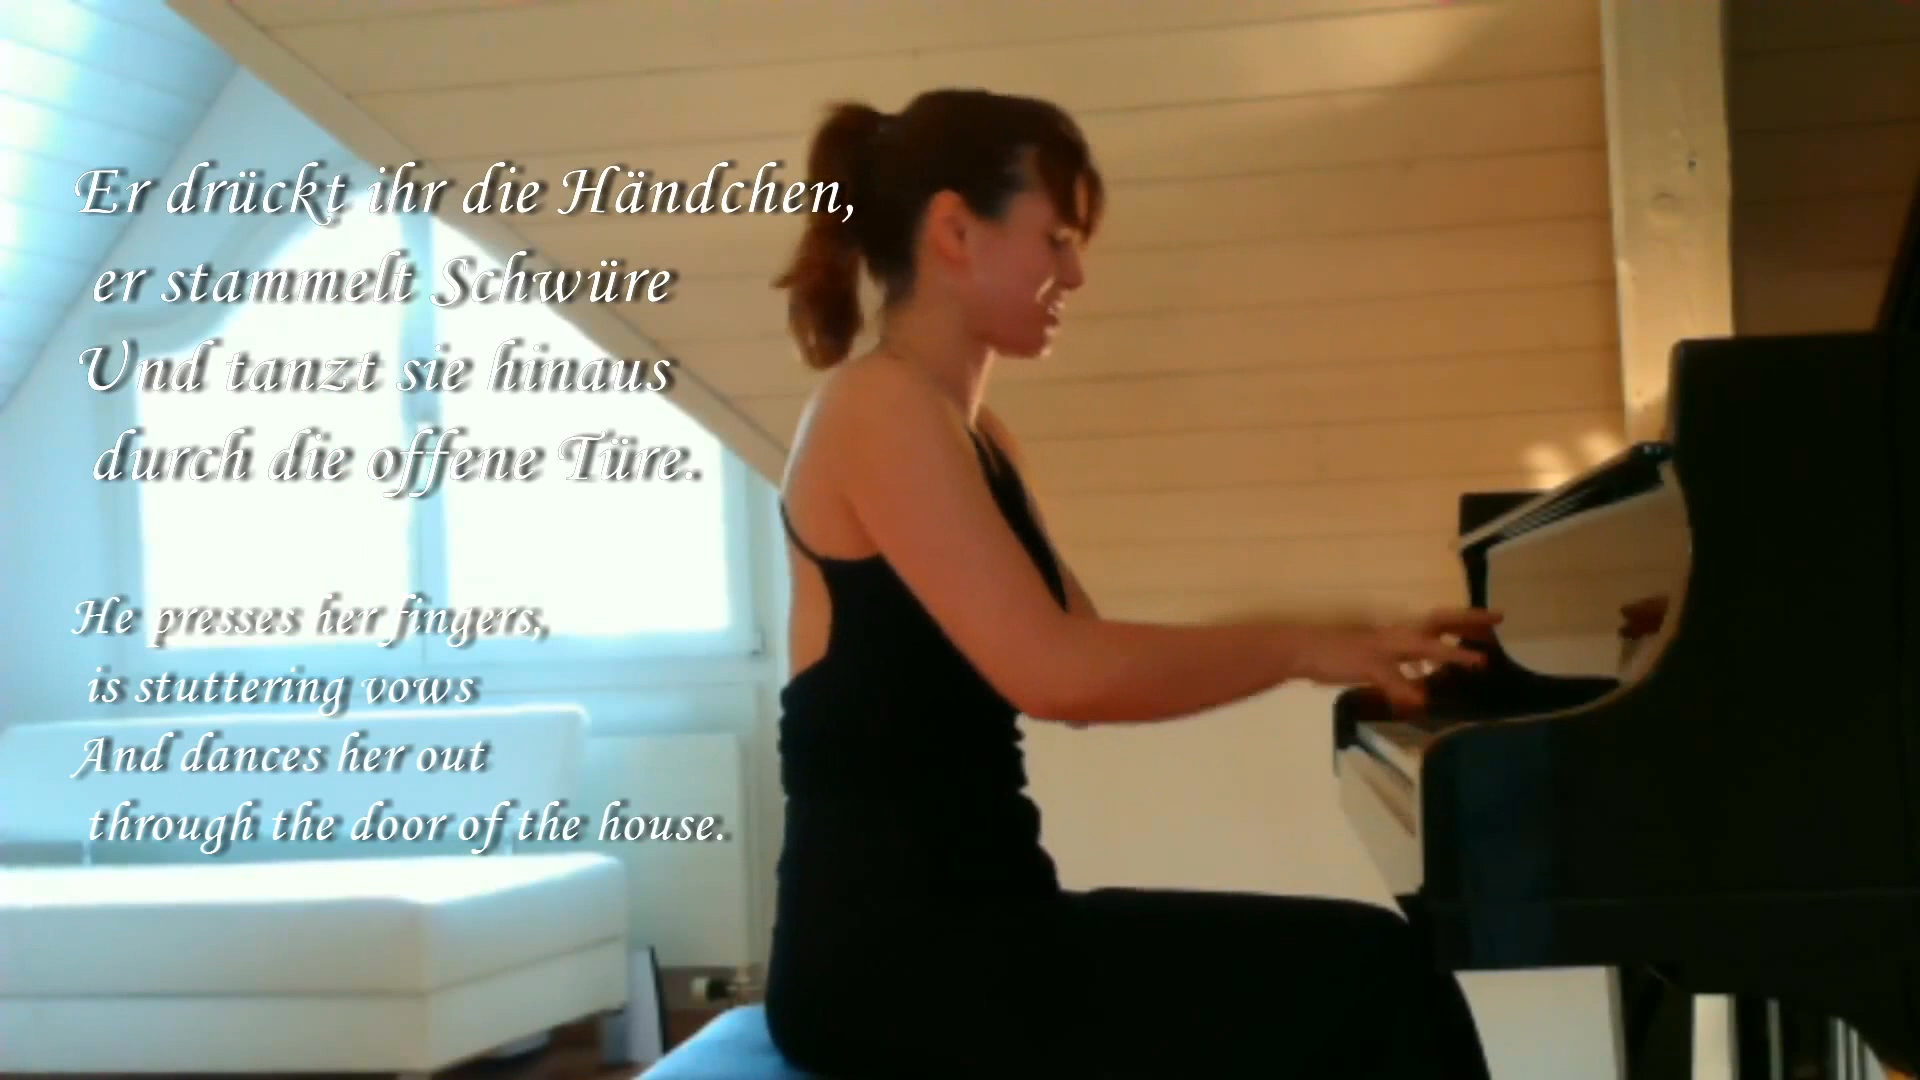 Er drückt ihr die Händchen,
er stammelt Schwüre
Und tanzt sie hinaus
durch die offene Türe.
He presses her fingers,
is stuttering vows
And dances her out
through the door of the house.